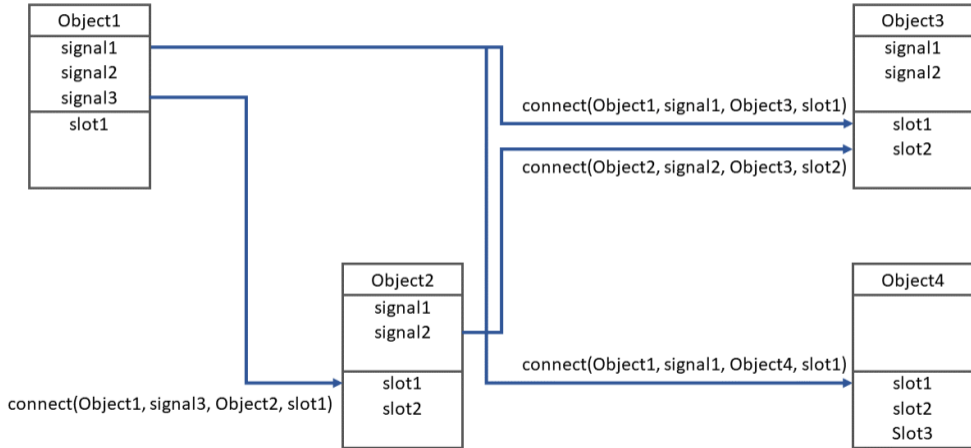 Object1
signal1
signal2
signal3
slot1
Object3
signal1
signal2
slot1
slot2
connect(Object1, signal1, Object3, slot1)
connect(Object2, signal2, Object3, slot2)
Object2
signal1
signal2
slot1
slot2
connect(Object1, signal3, Object2, slot1)
Object4
slot1
slot2
Slot3
connect(Object1, signal1, Object4, slot1)